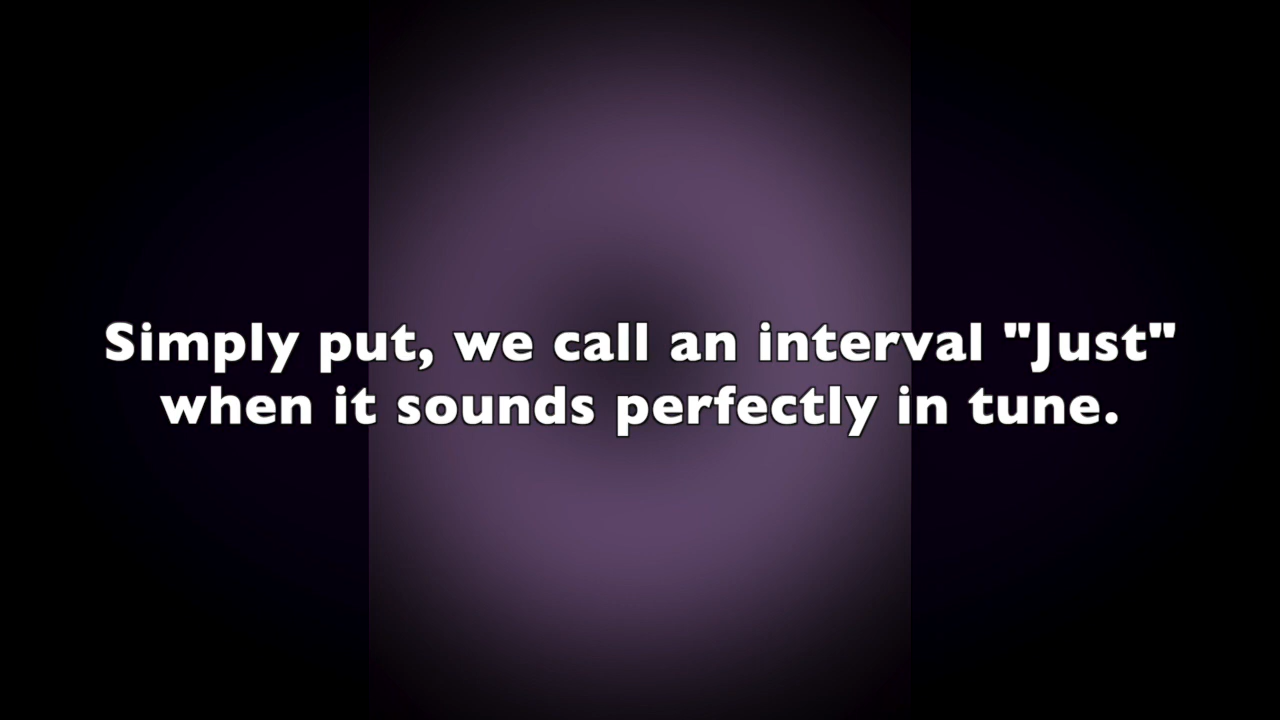 Simply put, we call an interval "Just"
when it sounds perfectly in tune.